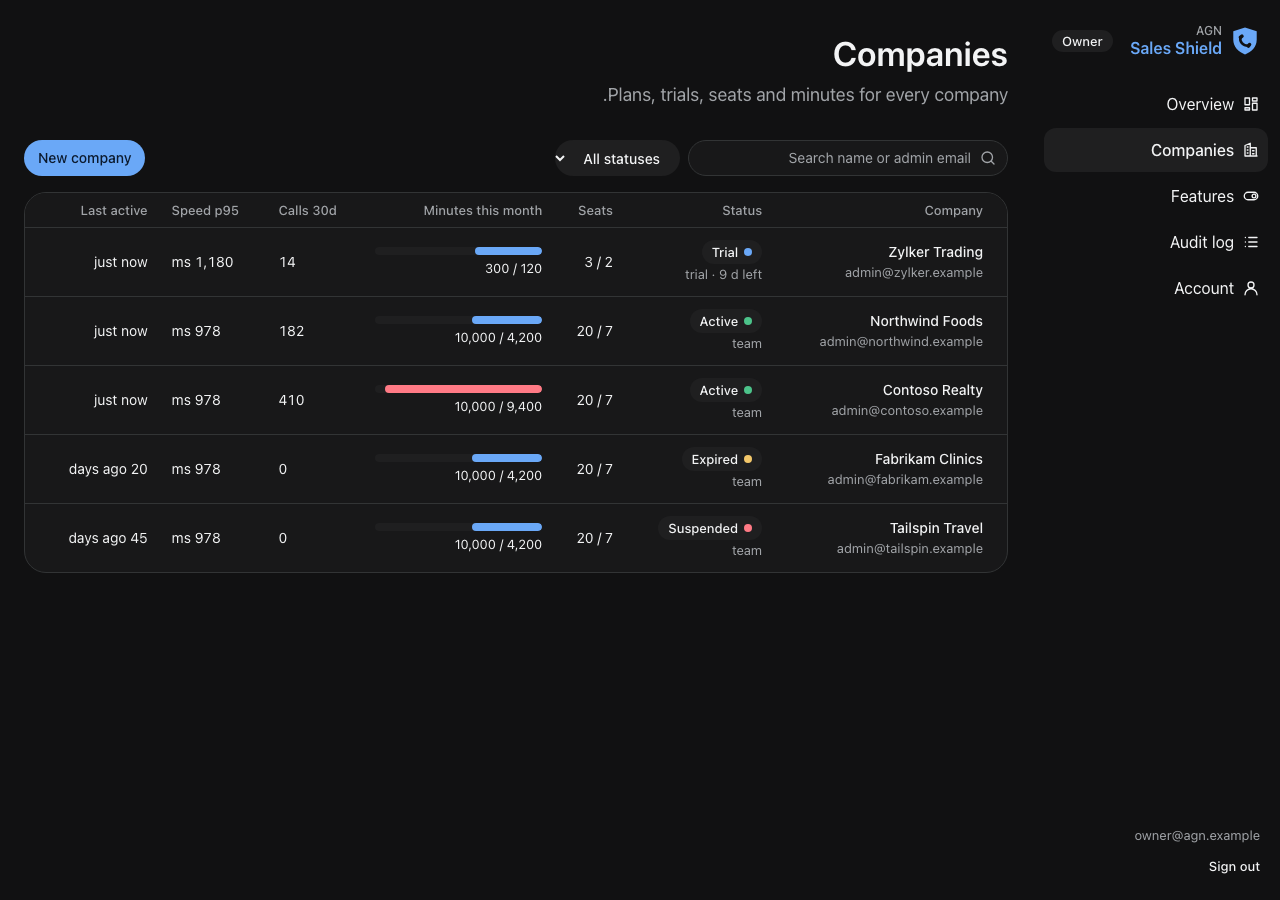 AGN
Sales Shield
Owner
Overview
Companies
Features
Audit log
Account
owner@agn.example
Sign out
Companies
.Plans, trials, seats and minutes for every company
Search name or admin email
All statuses
New company
Company
Status
Seats
Minutes this month
Calls 30d
Speed p95
Last active
Zylker Trading
admin@zylker.example
Trial
trial · 9 d left
3 / 2
300 / 120
14
ms 1,180
just now
Northwind Foods
admin@northwind.example
Active
team
20 / 7
10,000 / 4,200
182
ms 978
just now
Contoso Realty
admin@contoso.example
Active
team
20 / 7
10,000 / 9,400
410
ms 978
just now
Fabrikam Clinics
admin@fabrikam.example
Expired
team
20 / 7
10,000 / 4,200
0
ms 978
days ago 20
Tailspin Travel
admin@tailspin.example
Suspended
team
20 / 7
10,000 / 4,200
0
ms 978
days ago 45